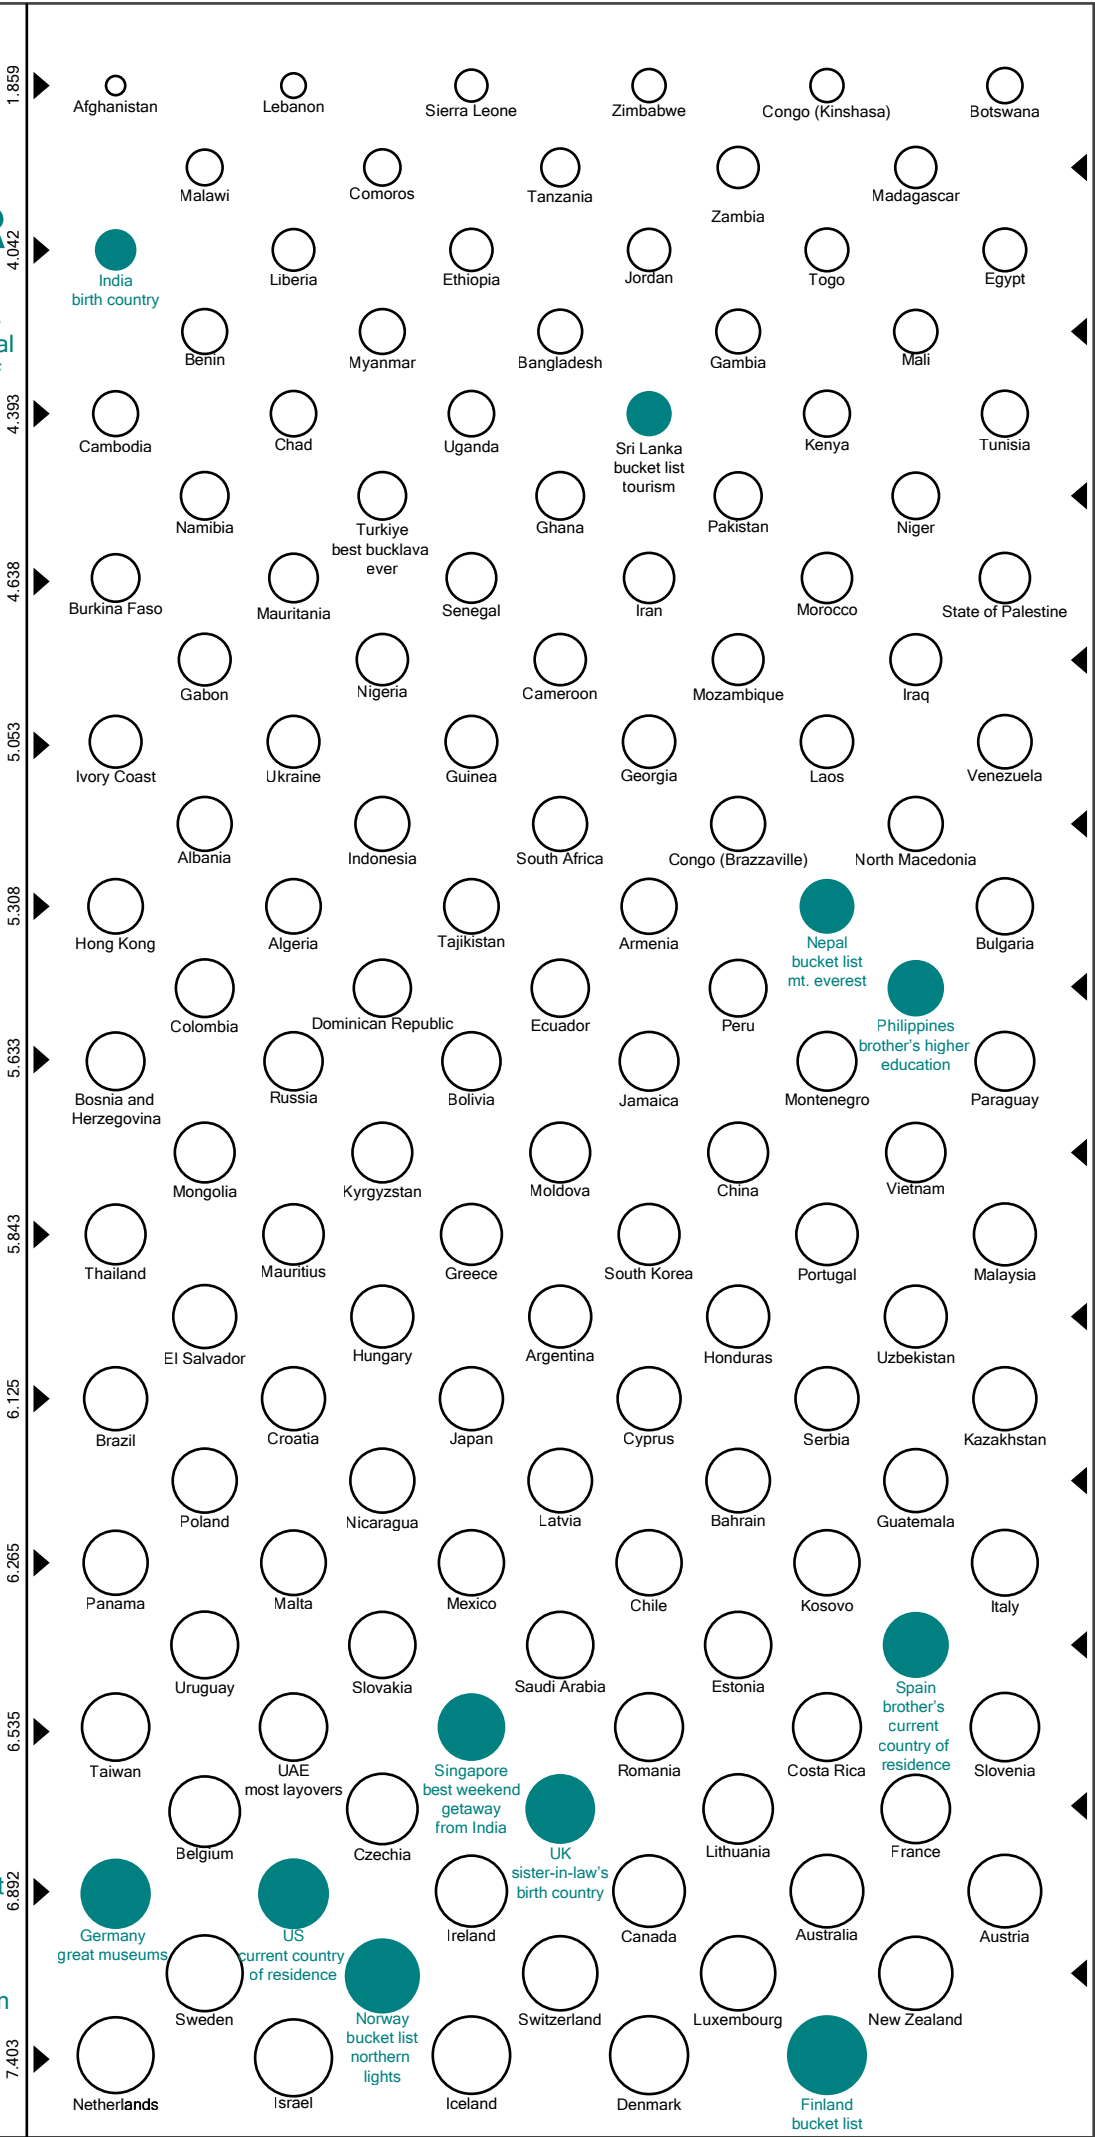 1.859
Afghanistan
Lebanon
Sierra Leone
Zimbabwe
Congo (Kinshasa)
Botswana
Malawi
Comoros
Tanzania
Zambia
Madagascar
4.042
India
birth country
Liberia
Ethiopia
Jordan
Togo
Egypt
al
Benin
Myanmar
Bangladesh
Gambia
Mali
4.393
Cambodia
Chad
Uganda
Sri Lanka
bucket list
tourism
Kenya
Tunisia
Namibia
Turkiye
best bucklava
ever
Ghana
Pakistan
Niger
4.638
Burkina Faso
Mauritania
Senegal
Iran
Morocco
State of Palestine
Gabon
Nigeria
Cameroon
Mozambique
Iraq
5.053
Ivory Coast
Ukraine
Guinea
Georgia
Laos
Venezuela
Albania
Indonesia
South Africa
Congo (Brazzaville)
North Macedonia
5.308
Hong Kong
Algeria
Tajikistan
Armenia
Nepal
bucket list
mt. everest
Bulgaria
Colombia
Dominican Republic
Ecuador
Peru
Philippines
brother's higher
education
5.633
Bosnia and
Herzegovina
Russia
Bolivia
Jamaica
Montenegro
Paraguay
Mongolia
Kyrgyzstan
Moldova
China
Vietnam
5.843
Thailand
Mauritius
Greece
South Korea
Portugal
Malaysia
El Salvador
Hungary
Argentina
Honduras
Uzbekistan
6.125
Brazil
Croatia
Japan
Cyprus
Serbia
Kazakhstan
Poland
Nicaragua
Latvia
Bahrain
Guatemala
6.265
Panama
Malta
Mexico
Chile
Kosovo
Italy
Uruguay
Slovakia
Saudi Arabia
Estonia
Spain
brother's
current
country of
residence
6.535
Taiwan
UAE
most layovers
Singapore
best weekend
getaway
from India
Romania
Costa Rica
Slovenia
Belgium
Czechia
UK
sister-in-law's
birth country
Lithuania
France
6.892
Germany
great museums
US
current country
of residence
Ireland
Canada
Australia
Austria
Sweden
Norway
bucket list
northern
lights
Switzerland
Luxembourg
New Zealand
7.403
Netherlands
Israel
Iceland
Denmark
Finland
bucket list